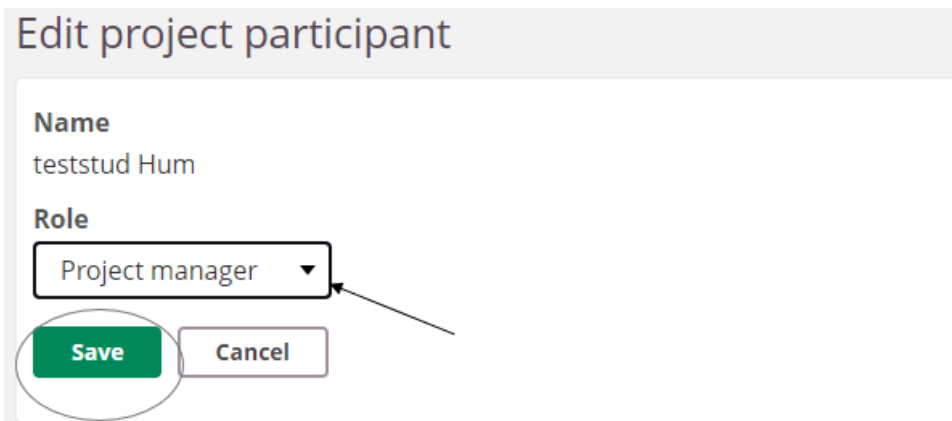 Edit project participant
Name
teststud Hum
Role
Project manager
Save Cancel